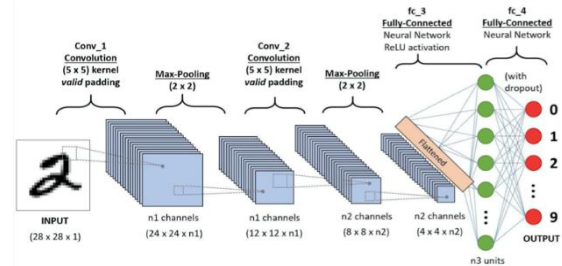 fc_3
Fully-Connected
Neural Network
ReLU activation
fc_4
Fully-Connected
Neural Network
Conv_1
Convolution
(5 x 5) kernel
valid padding
Max-Pooling
(2 x 2)
Conv_2
Convolution
(5 x 5) kernel
valid padding
Max-Pooling
(2 x 2)
(with
dropout)
Flattened
0
1
2
9
2
INPUT
(28 x 28 x 1)
n1 channels
(24 x 24 x n1)
n1 channels
(12 x 12 x n1)
n2 channels
(8 x 8 x n2)
n2 channels
(4 x 4 x n2)
n3 units
OUTPUT